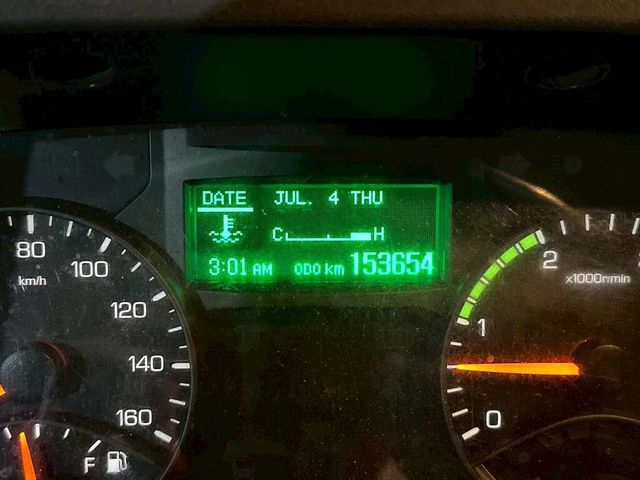 DATE JUL. 4 THU
C H
3:01 AM ODO km 153654
80
km/h
100
120
140
160
F
2
x1000r/min
1
0